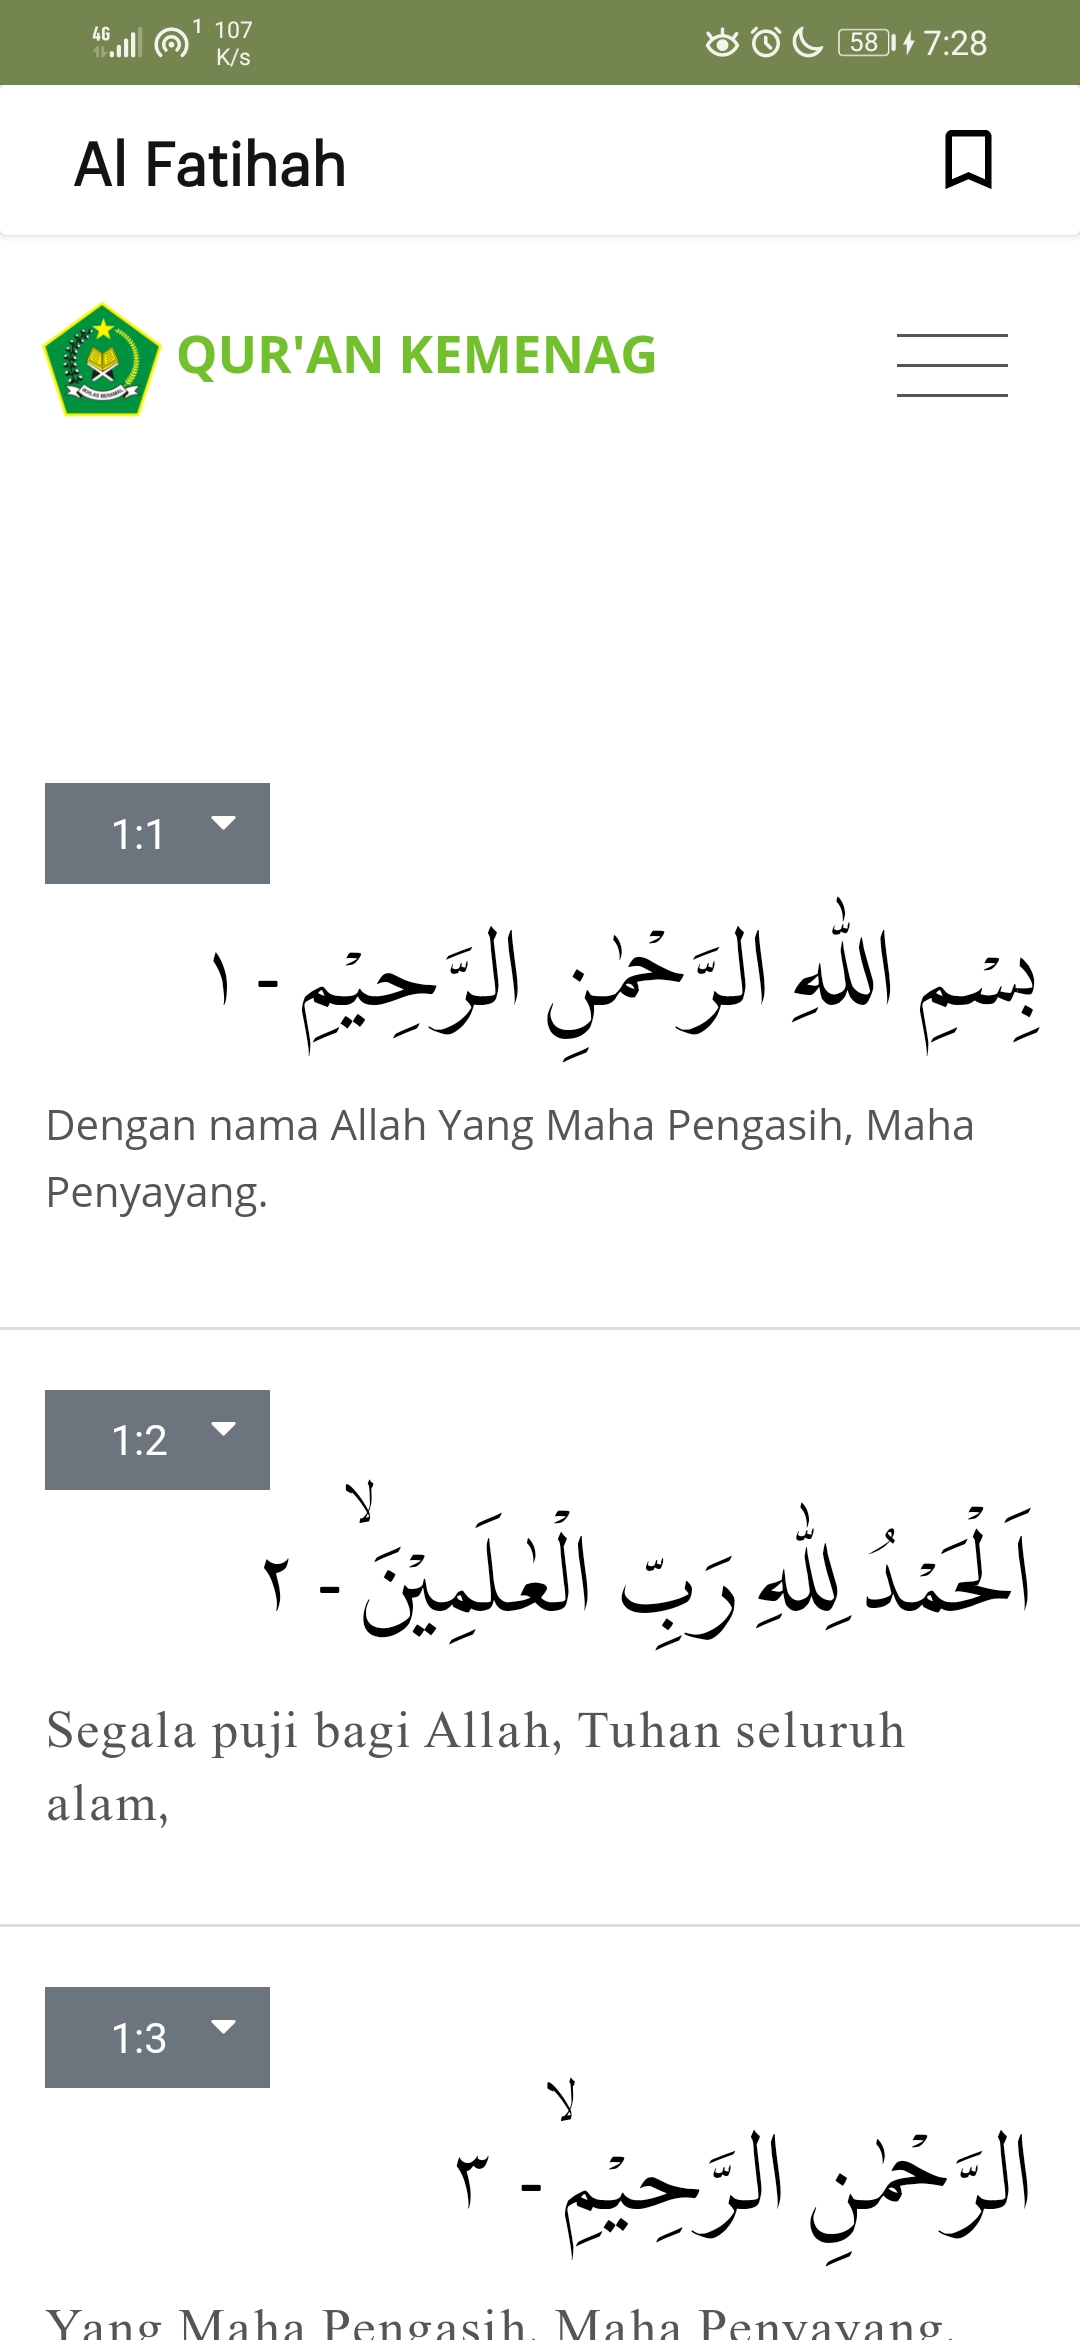 4G 1 107 K/s 58 7:28
Al Fatihah
IKHLAS BERAMAL
QUR'AN KEMENAG
1:1
بِسْمِ اللّٰهِ الرَّحْمٰنِ الرَّحِيْمِ - ١
Dengan nama Allah Yang Maha Pengasih, Maha
Penyayang.
1:2
اَلْحَمْدُ لِلّٰهِ رَبِّ الْعٰلَمِيْنَۙ - ٢
Segala puji bagi Allah, Tuhan seluruh
alam,
1:3
الرَّحْمٰنِ الرَّحِيْمِۙ - ٣
Yang Maha Pengasih, Maha Penyayang,